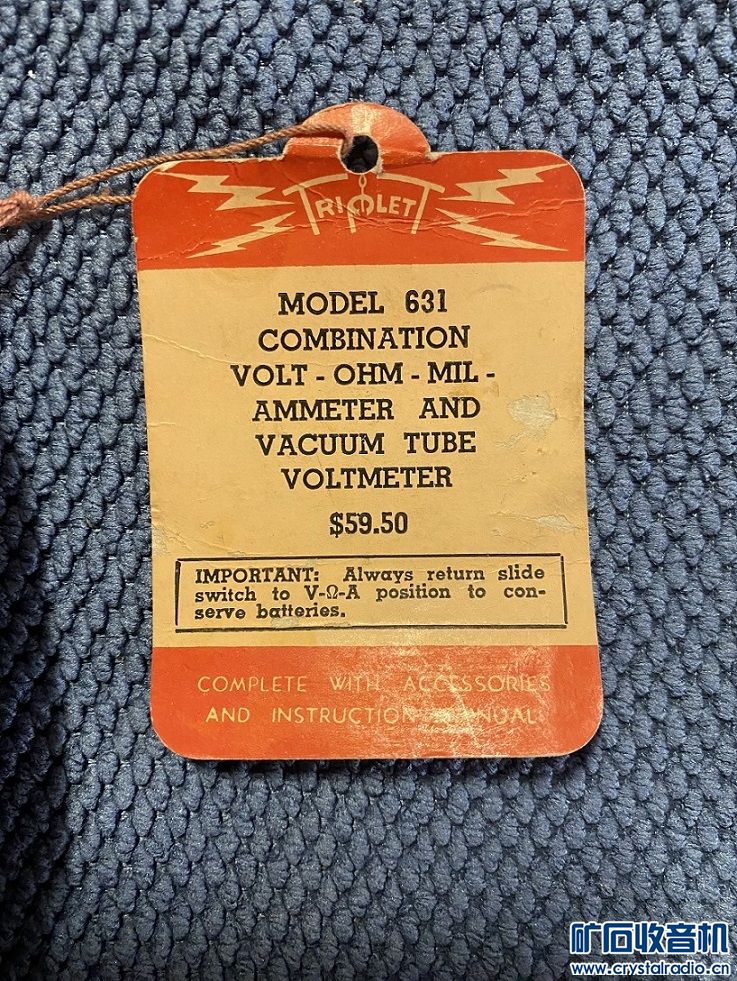 TRIPLETT
MODEL 631
COMBINATION
VOLT - OHM - MIL -
AMMETER AND
VACUUM TUBE
VOLTMETER
$59.50
IMPORTANT: Always return slide
switch to V-Ω-A position to con-
serve batteries.
COMPLETE WITH ACCESSORIES
AND INSTRUCTION MANUAL
矿石收音机
www.crystalradio.cn